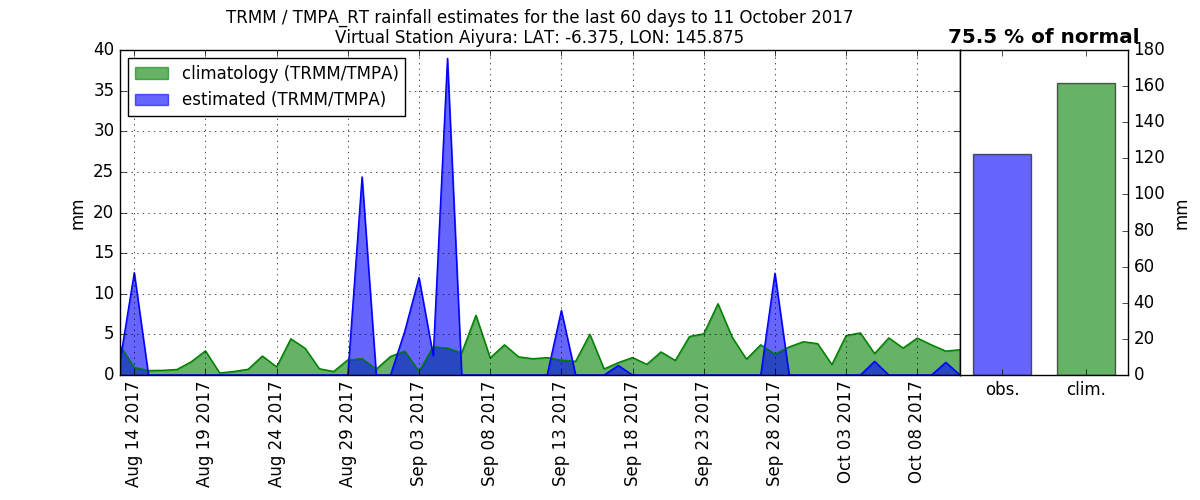 TRMM / TMPA_RT rainfall estimates for the last 60 days to 11 October 2017
Virtual Station Aiyura: LAT: -6.375, LON: 145.875
75.5 % of normal
climatology (TRMM/TMPA)
estimated (TRMM/TMPA)
mm
40
35
30
25
20
15
10
5
0
Aug 14 2017
Aug 19 2017
Aug 24 2017
Aug 29 2017
Sep 03 2017
Sep 08 2017
Sep 13 2017
Sep 18 2017
Sep 23 2017
Sep 28 2017
Oct 03 2017
Oct 08 2017
obs.
clim.
180
160
140
120
100
80
60
40
20
0
mm